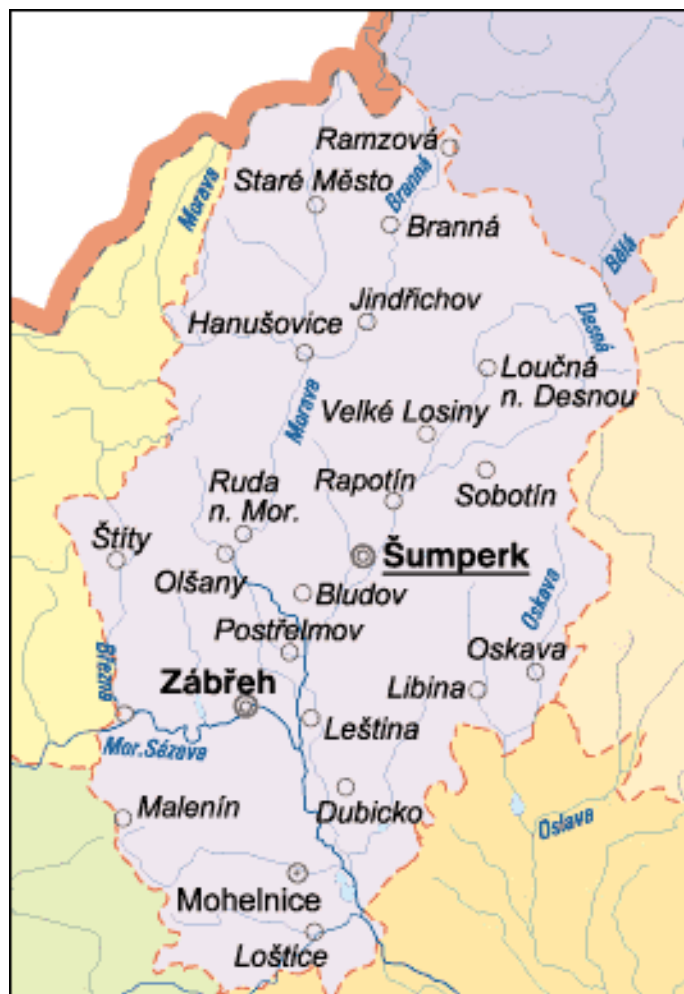 Ramzová
Branná
Staré Město
Morava
Branná
Bělá
Jindřichov
Desná
Hanušovice
Loučná
n. Desnou
Morava
Velké Losiny
Ruda
n. Mor.
Rapotín
Sobotín
Štíty
Olšany
Šumperk
Bludov
Oskava
Postřelmov
Oskava
Březná
Zábřeh
Libina
Leština
Mor.Sázava
Malenín
Dubicko
Oslava
Mohelnice
Loštice